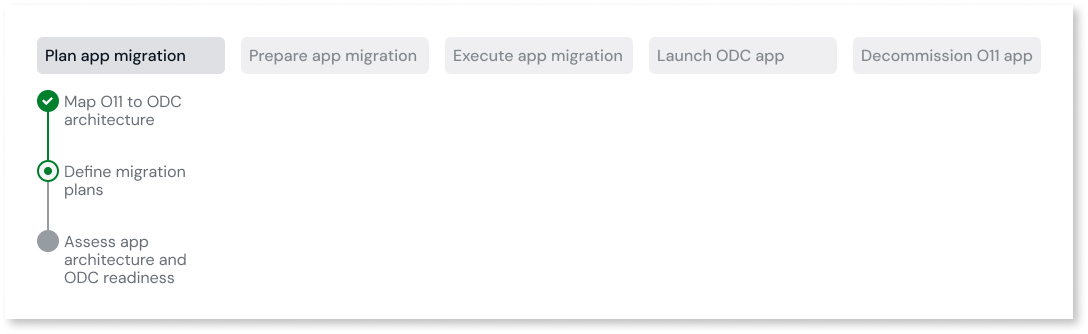 Plan app migration
Prepare app migration
Execute app migration
Launch ODC app
Decommission O11 app
Map O11 to ODC
architecture
Define migration
plans
Assess app
architecture and
ODC readiness